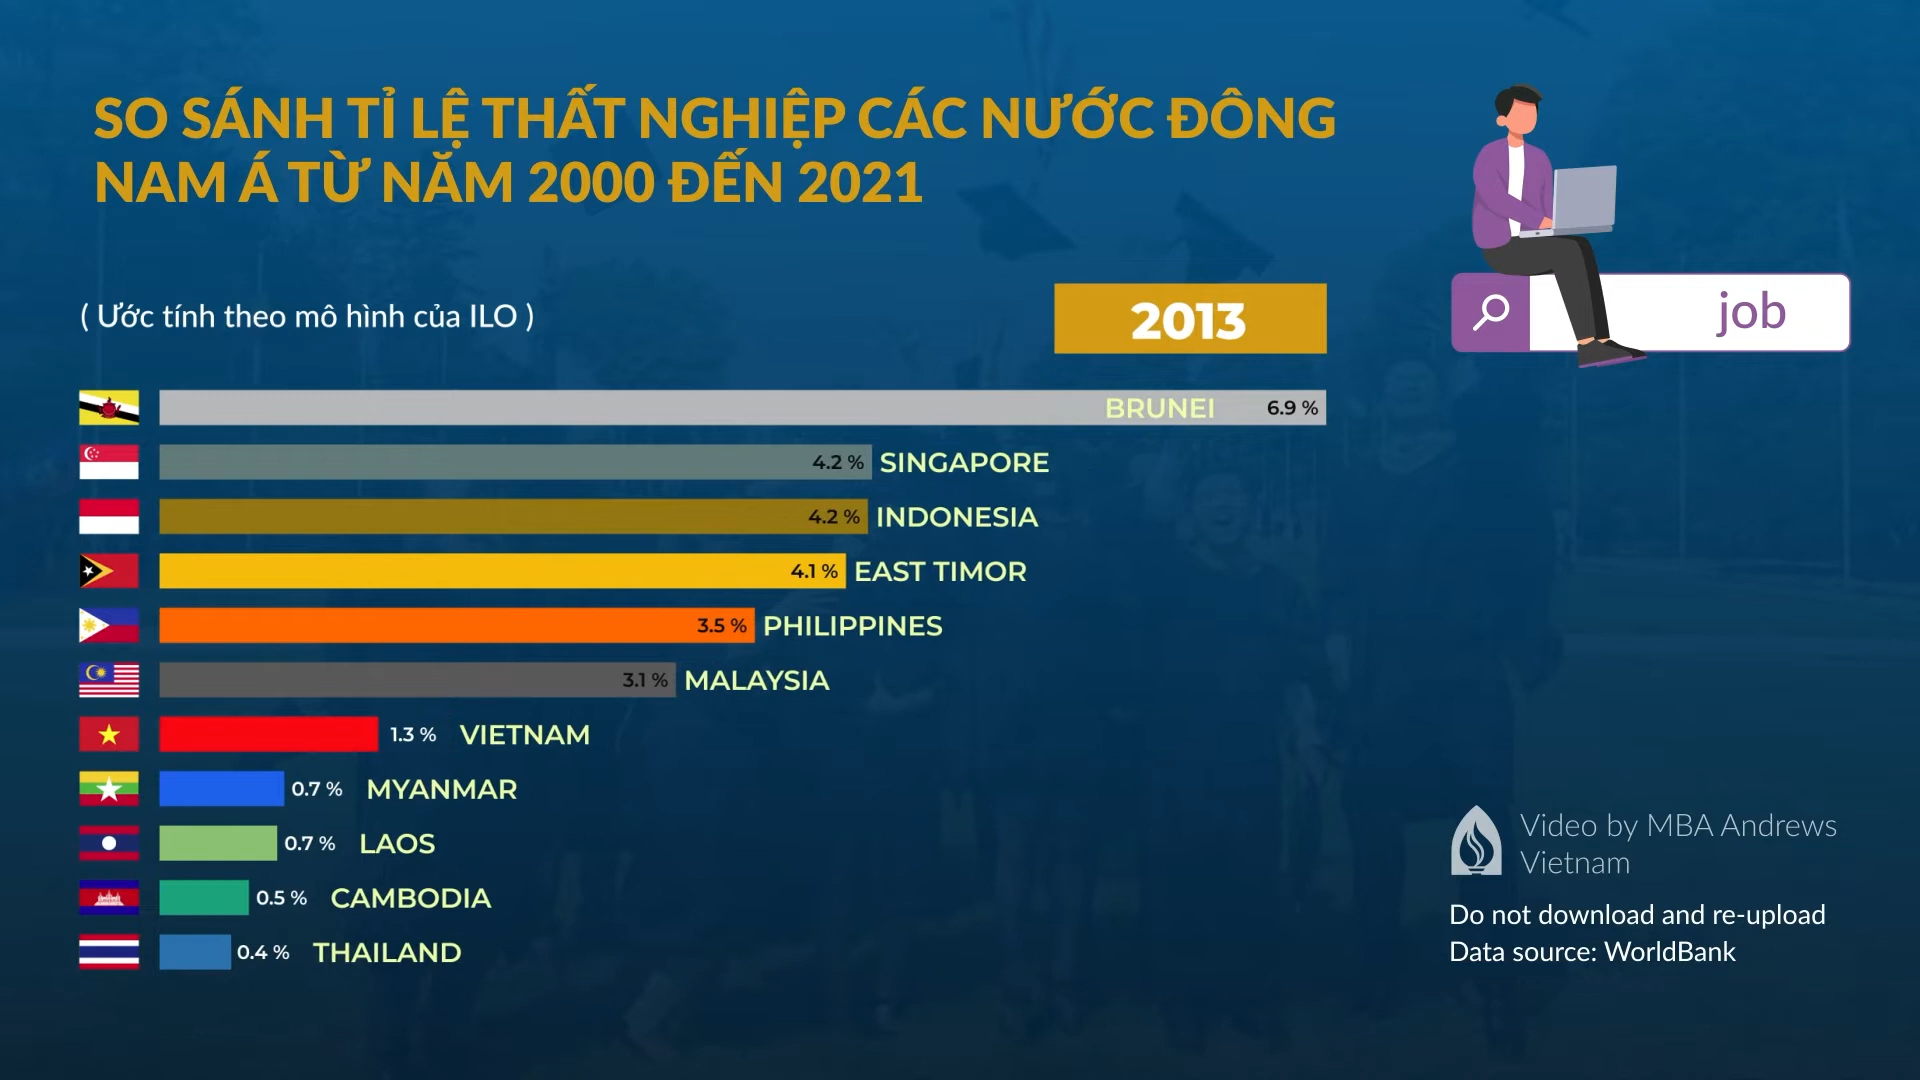 SO SÁNH TỈ LỆ THẤT NGHIỆP CÁC NƯỚC ĐÔNG
NAM Á TỪ NĂM 2000 ĐẾN 2021
( Ước tính theo mô hình của ILO )
2013
job
BRUNEI 6.9 %
4.2 % SINGAPORE
4.2 % INDONESIA
4.1 % EAST TIMOR
3.5 % PHILIPPINES
3.1 % MALAYSIA
1.3 % VIETNAM
0.7 % MYANMAR
0.7 % LAOS
0.5 % CAMBODIA
0.4 % THAILAND
Video by MBA Andrews
Vietnam
Do not download and re-upload
Data source: WorldBank